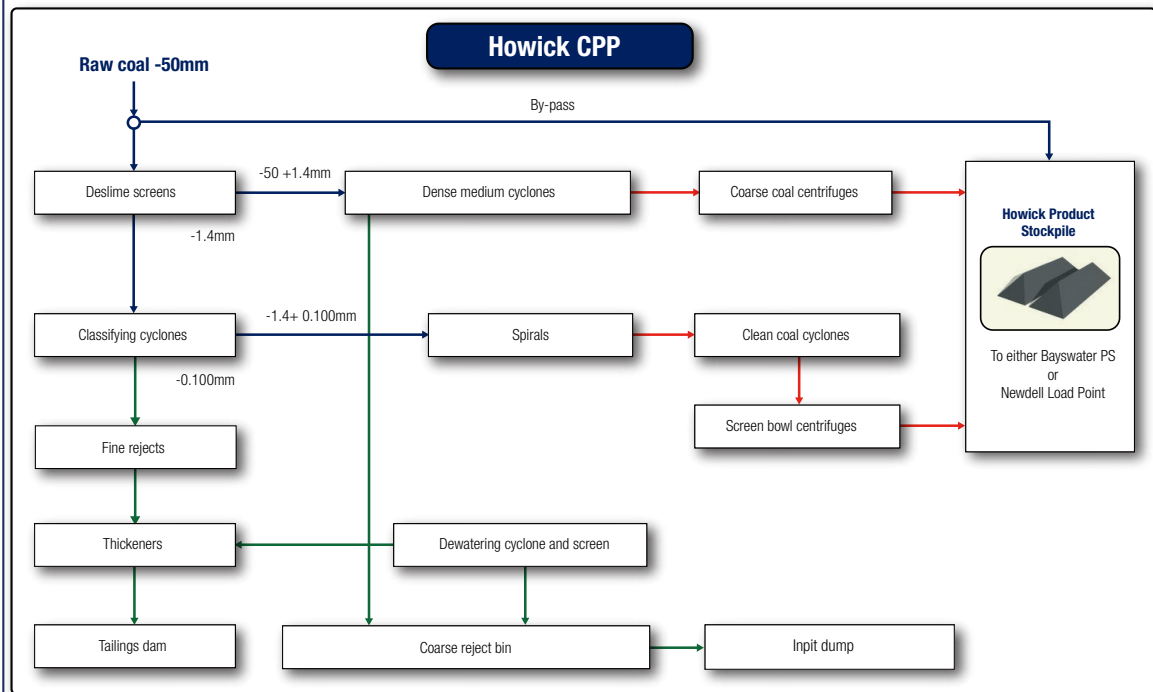 Howick CPP
Raw coal -50mm
By-pass
Deslime screens
-50 +1.4mm
Dense medium cyclones
Coarse coal centrifuges
Howick Product
Stockpile
-1.4mm
Classifying cyclones
-1.4+ 0.100mm
Spirals
Clean coal cyclones
To either Bayswater PS
or
Newdell Load Point
-0.100mm
Screen bowl centrifuges
Fine rejects
Thickeners
Dewatering cyclone and screen
Tailings dam
Coarse reject bin
Inpit dump